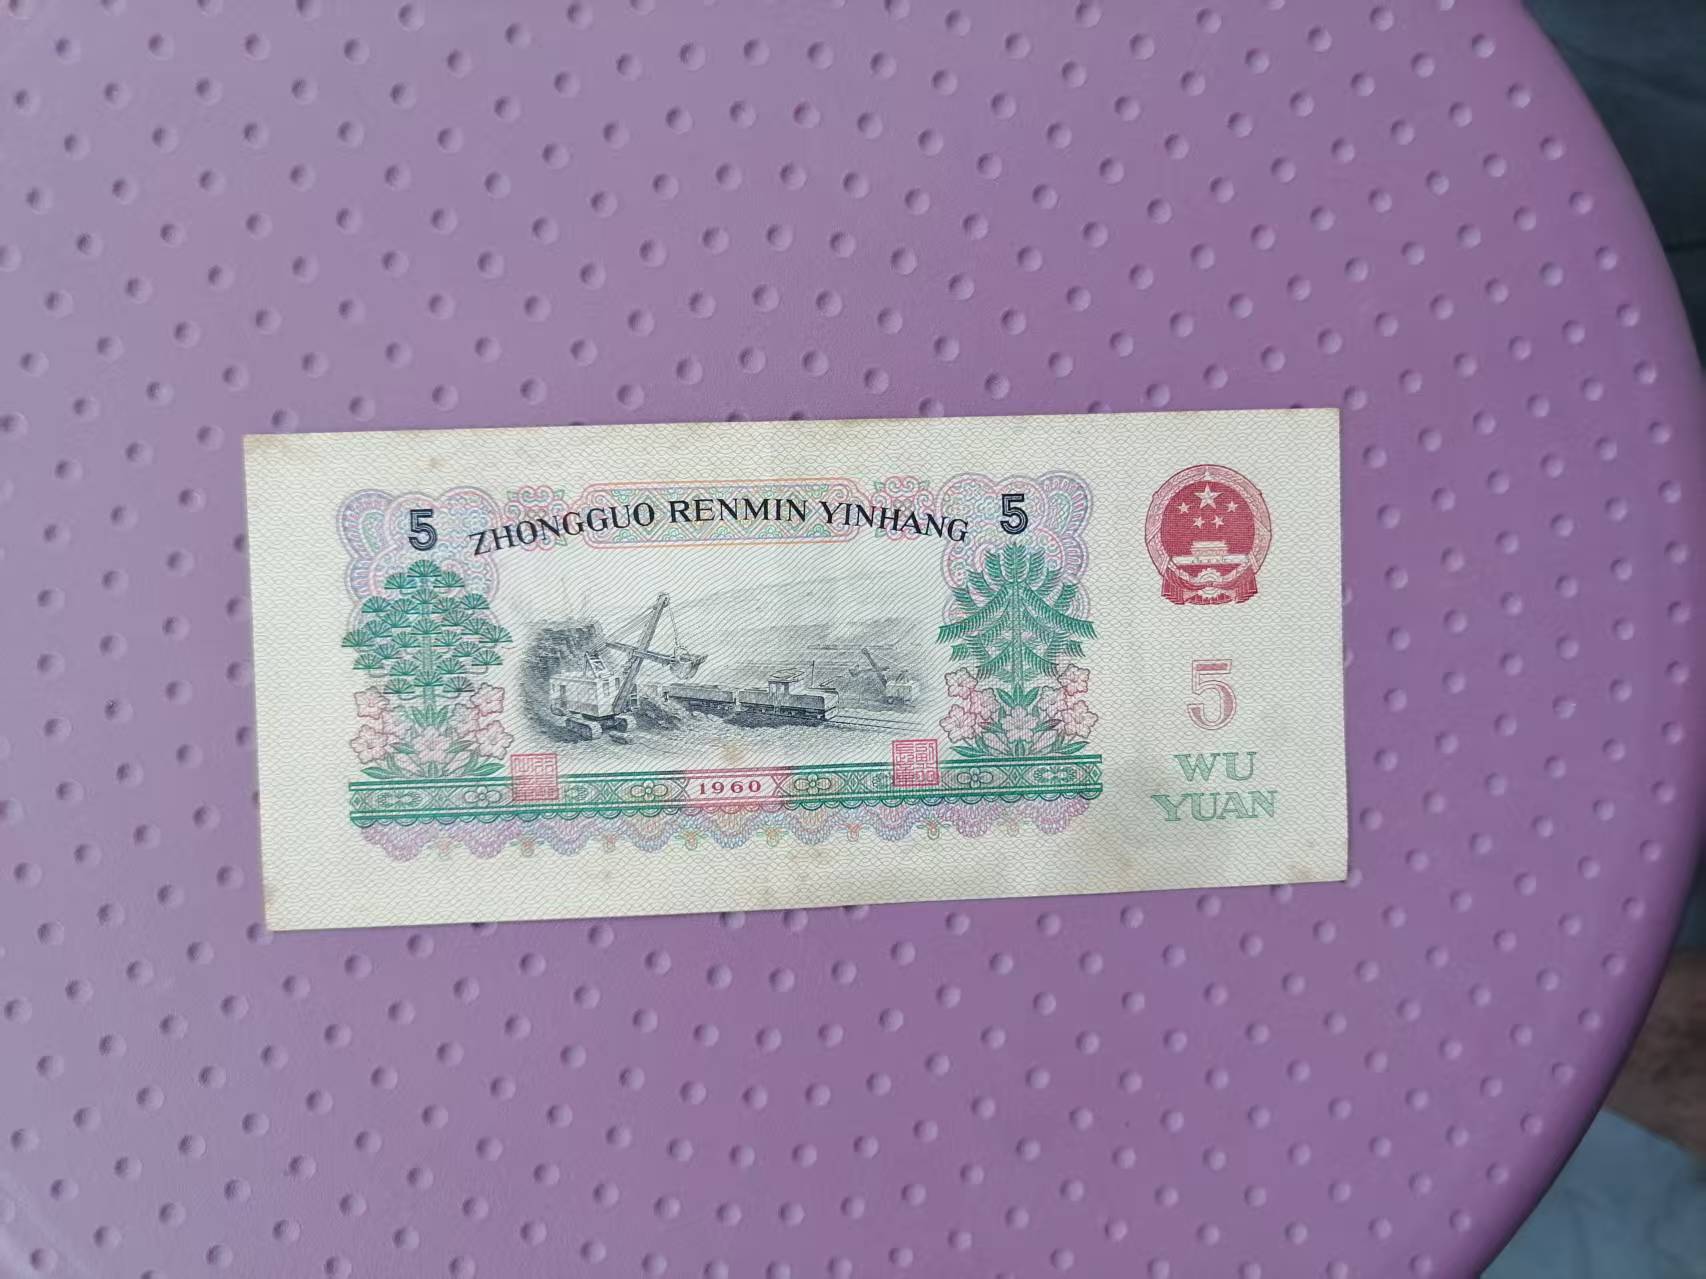 5 ZHONGGUO RENMIN YINHANG 5
1960
5
WU
YUAN